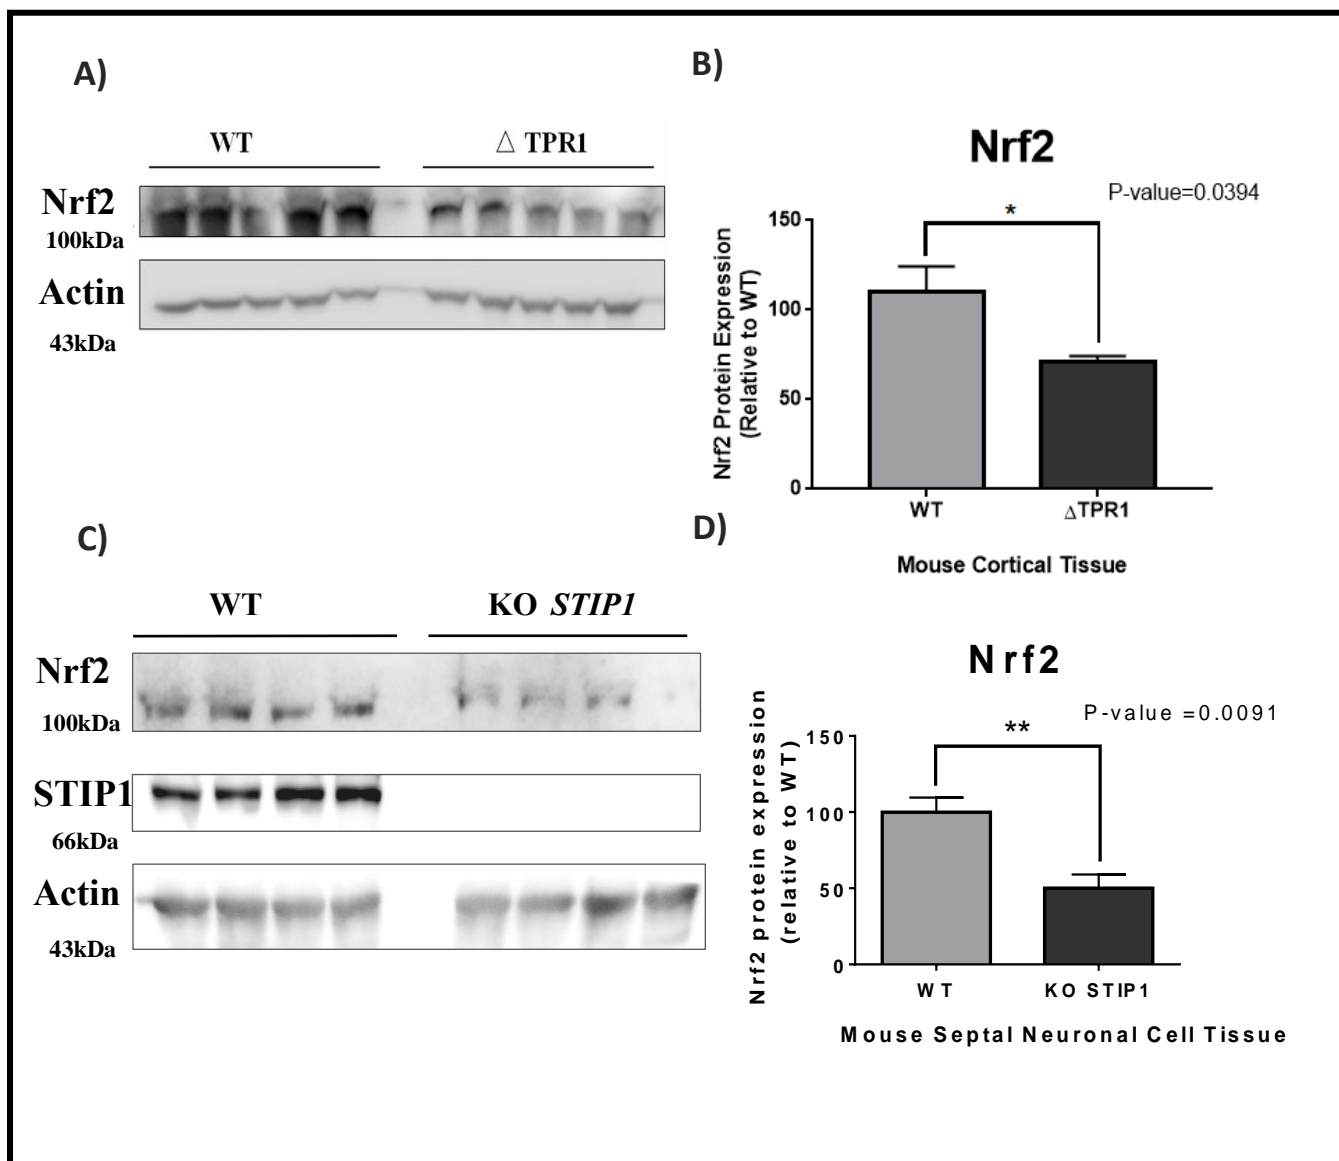 A)
WT △ TPR1
Nrf2
100kDa
Actin
43kDa
B)
Nrf2
P-value=0.0394
*
Nrf2 Protein Expression
(Relative to WT)
150
100
50
0
WT ΔTPR1
Mouse Cortical Tissue
C)
WT KO STIP1
Nrf2
100kDa
STIP1
66kDa
Actin
43kDa
D)
Nrf2
P-value =0.0091
**
Nrf2 protein expression
(relative to WT)
150
100
50
0
WT KO STIP1
Mouse Septal Neuronal Cell Tissue